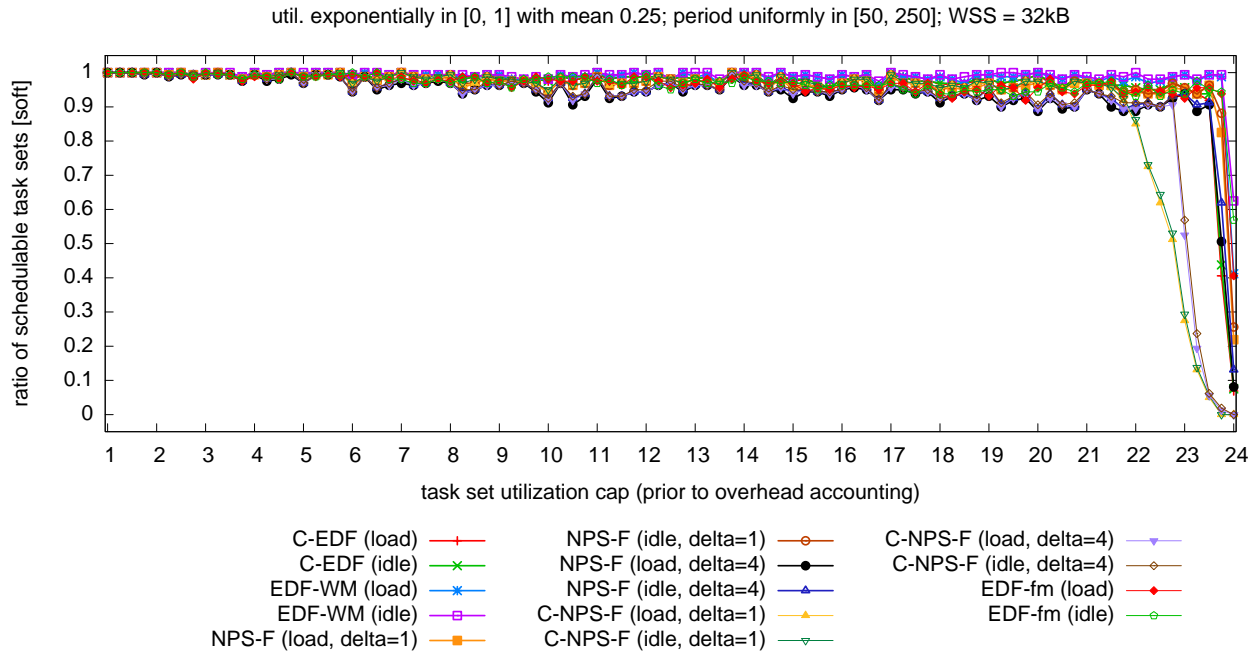 util. exponentially in [0, 1] with mean 0.25; period uniformly in [50, 250]; WSS = 32kB
ratio of schedulable task sets [soft]
1
0.9
0.8
0.7
0.6
0.5
0.4
0.3
0.2
0.1
0
1 2 3 4 5 6 7 8 9 10 11 12 13 14 15 16 17 18 19 20 21 22 23 24
task set utilization cap (prior to overhead accounting)
C-EDF (load)
C-EDF (idle)
EDF-WM (load)
EDF-WM (idle)
NPS-F (load, delta=1)
NPS-F (idle, delta=1)
NPS-F (load, delta=4)
NPS-F (idle, delta=4)
C-NPS-F (load, delta=1)
C-NPS-F (idle, delta=1)
C-NPS-F (load, delta=4)
C-NPS-F (idle, delta=4)
EDF-fm (load)
EDF-fm (idle)